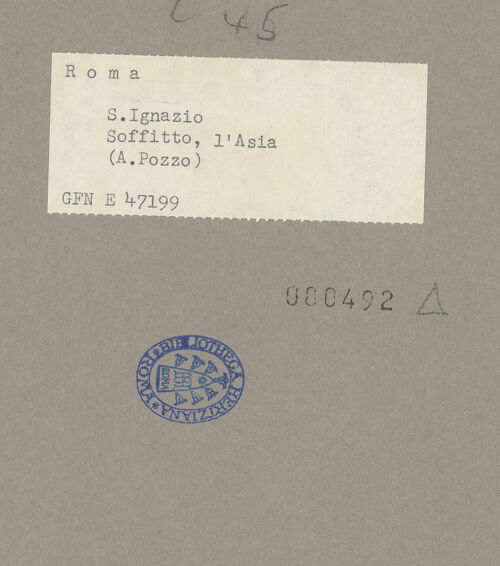 C 45
Roma
S.Ignazio
Soffitto, l'Asia
(A.Pozzo)
GFN E 47199
080492
ROMA * BIBLIOTHECA HERTZIANA *